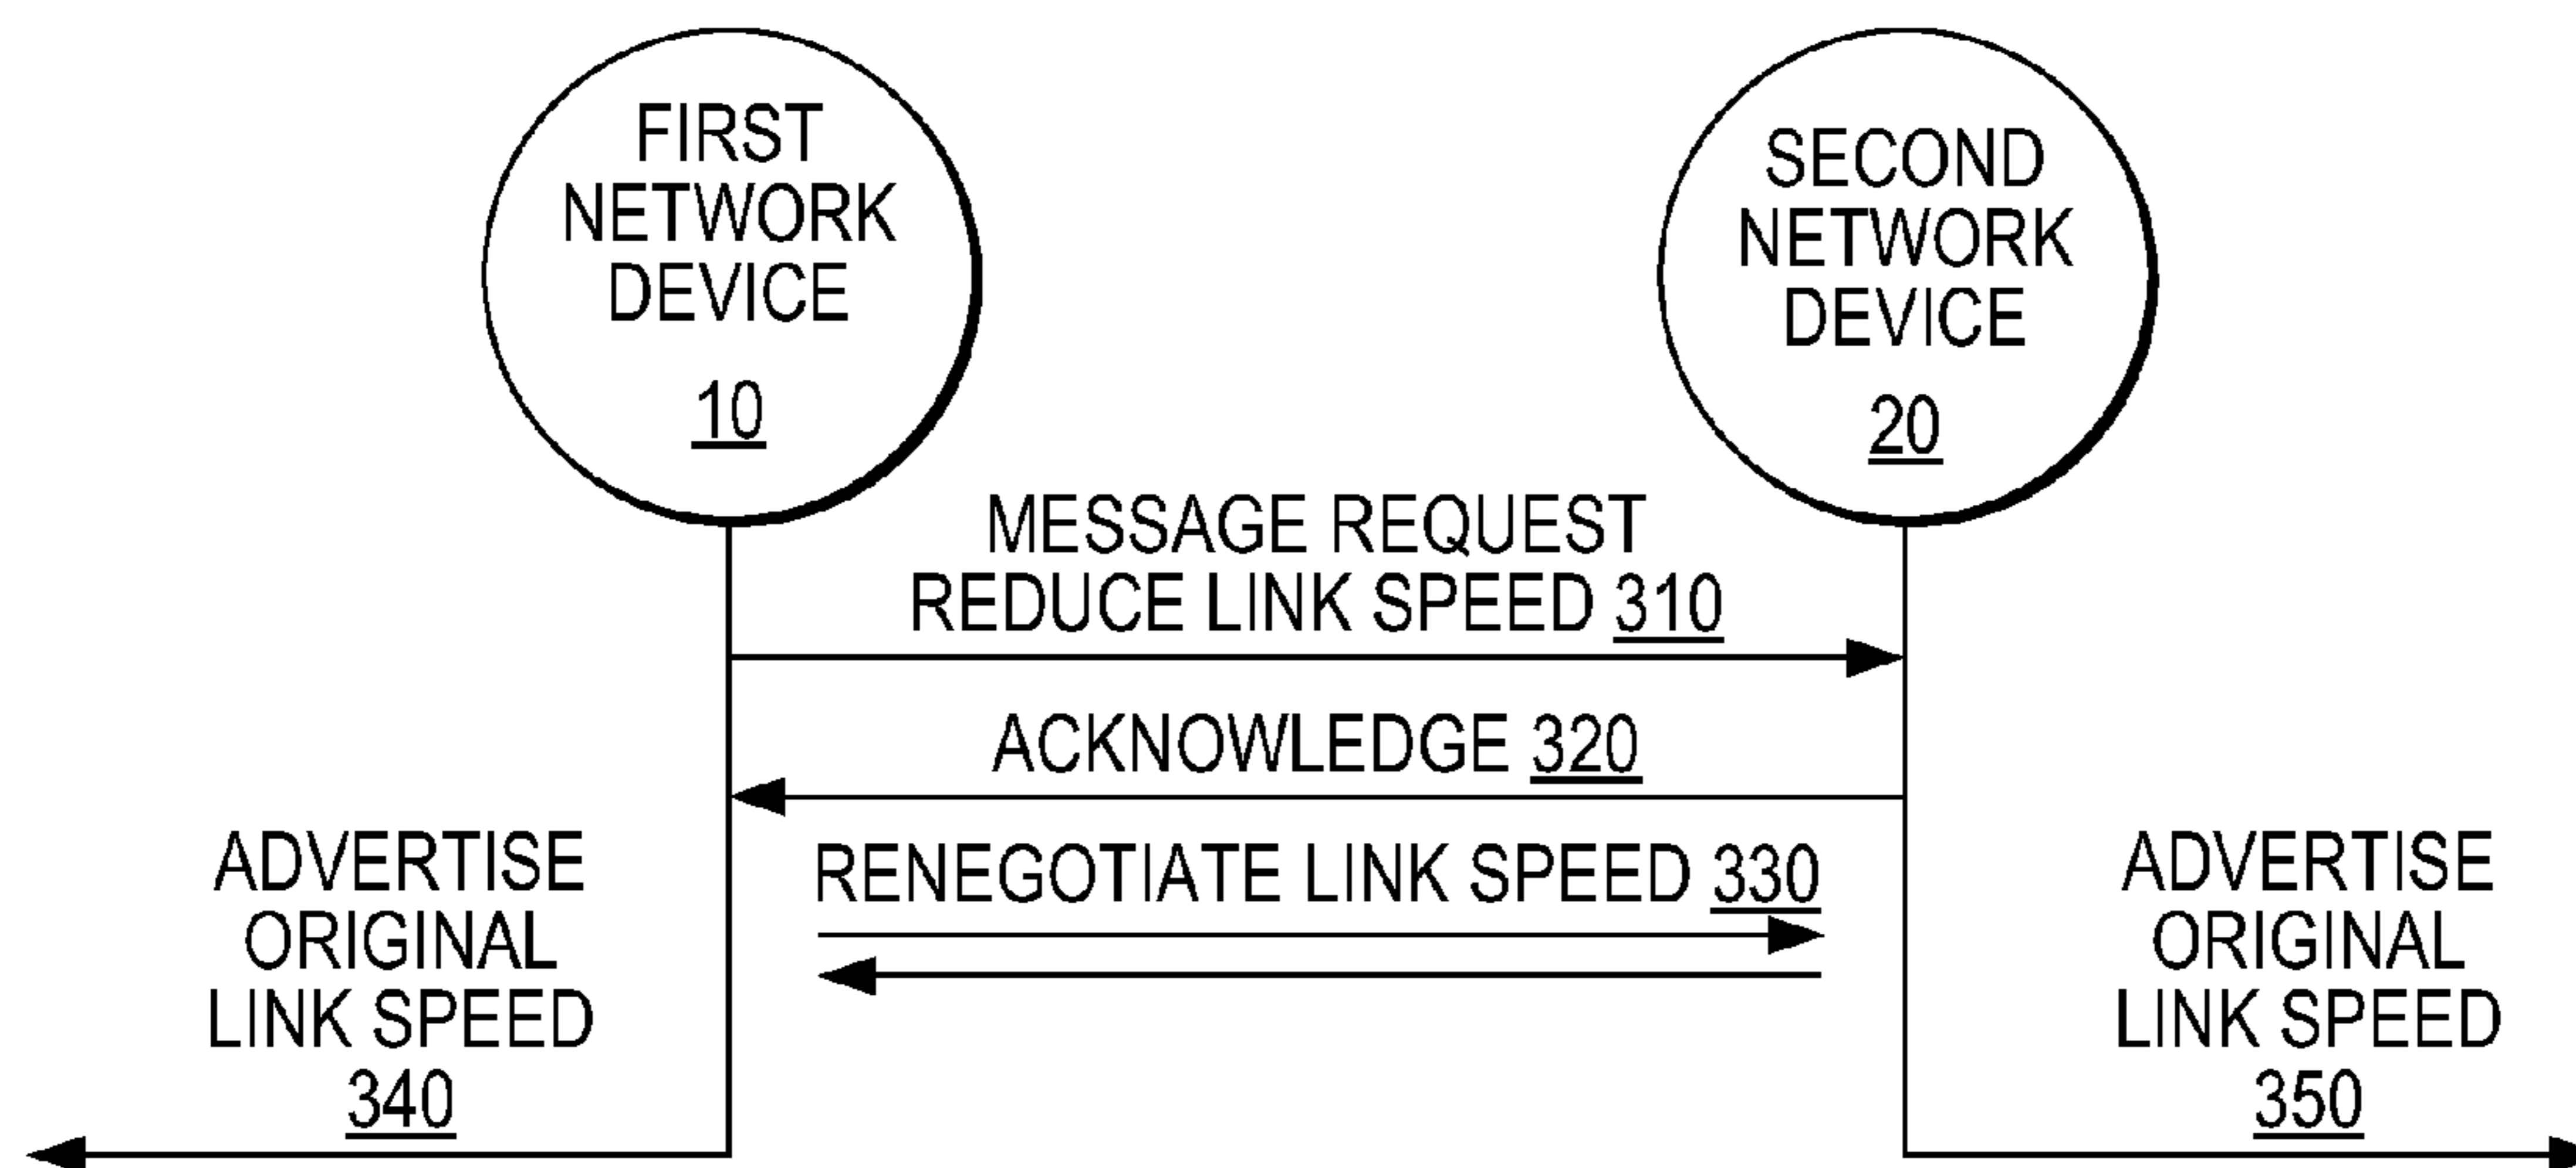 FIRST
NETWORK
DEVICE
10
SECOND
NETWORK
DEVICE
20
MESSAGE REQUEST
REDUCE LINK SPEED 310
ACKNOWLEDGE 320
RENEGOTIATE LINK SPEED 330
ADVERTISE
ORIGINAL
LINK SPEED
340
ADVERTISE
ORIGINAL
LINK SPEED
350